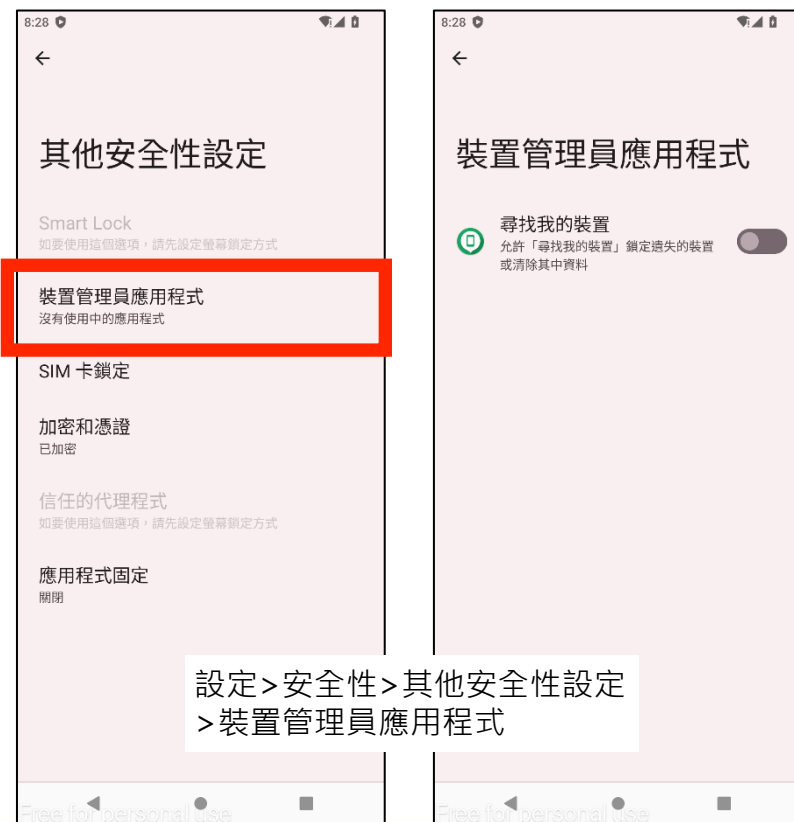 8:28
其他安全性設定
Smart Lock
如要使用這個選項，請先設定螢幕鎖定方式
裝置管理員應用程式
沒有使用中的應用程式
SIM 卡鎖定
加密和憑證
已加密
信任的代理程式
如要使用這個選項，請先設定螢幕鎖定方式
應用程式固定
關閉
Free for personal use
8:28
裝置管理員應用程式
尋找我的裝置
允許「尋找我的裝置」鎖定遺失的裝置
或清除其中資料
Free for personal use
設定>安全性>其他安全性設定
>裝置管理員應用程式